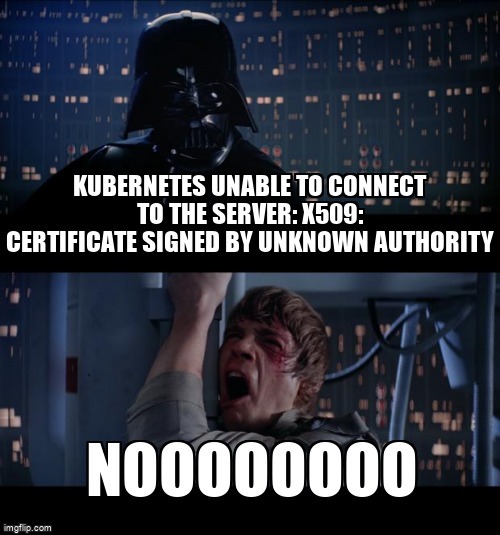 KUBERNETES UNABLE TO CONNECT
TO THE SERVER: X509:
CERTIFICATE SIGNED BY UNKNOWN AUTHORITY
NOOOOOOOO
imgflip.com